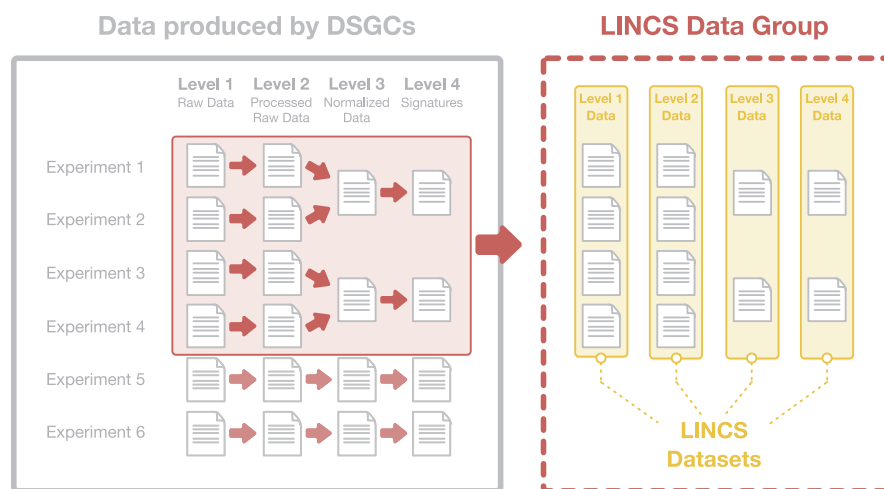 Data produced by DSGCs
LINCS Data Group
Level 1
Raw Data
Level 2
Processed
Raw Data
Level 3
Normalized
Data
Level 4
Signatures
Experiment 1
Experiment 2
Experiment 3
Experiment 4
Experiment 5
Experiment 6
Level 1
Data
Level 2
Data
Level 3
Data
Level 4
Data
LINCS
Datasets